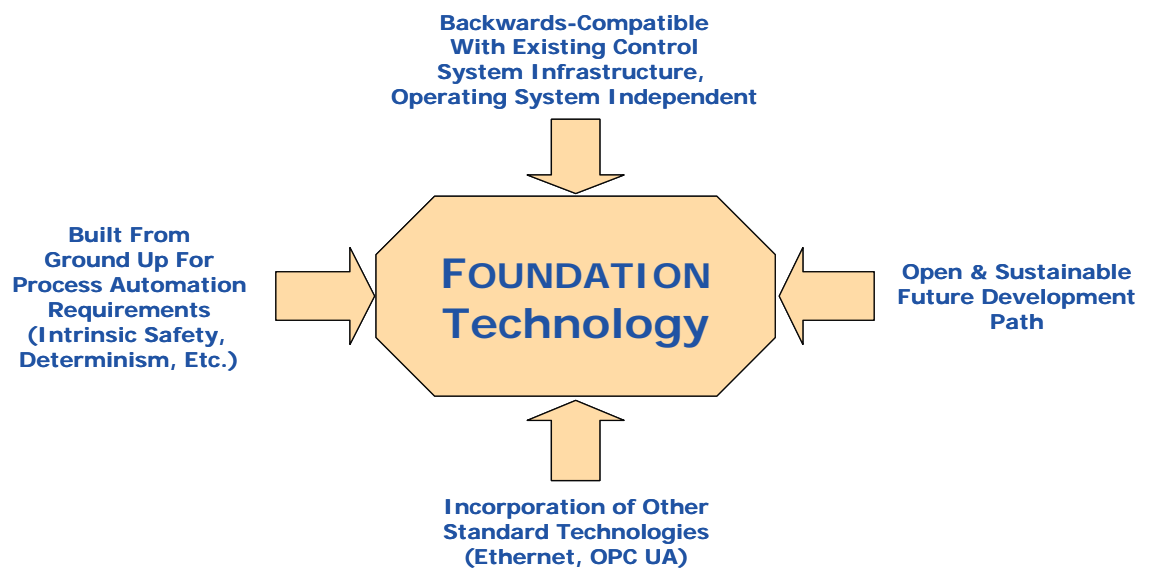 Backwards-Compatible
With Existing Control
System Infrastructure,
Operating System Independent
Built From
Ground Up For
Process Automation
Requirements
(Intrinsic Safety,
Determinism, Etc.)
FOUNDATION
Technology
Open & Sustainable
Future Development
Path
Incorporation of Other
Standard Technologies
(Ethernet, OPC UA)